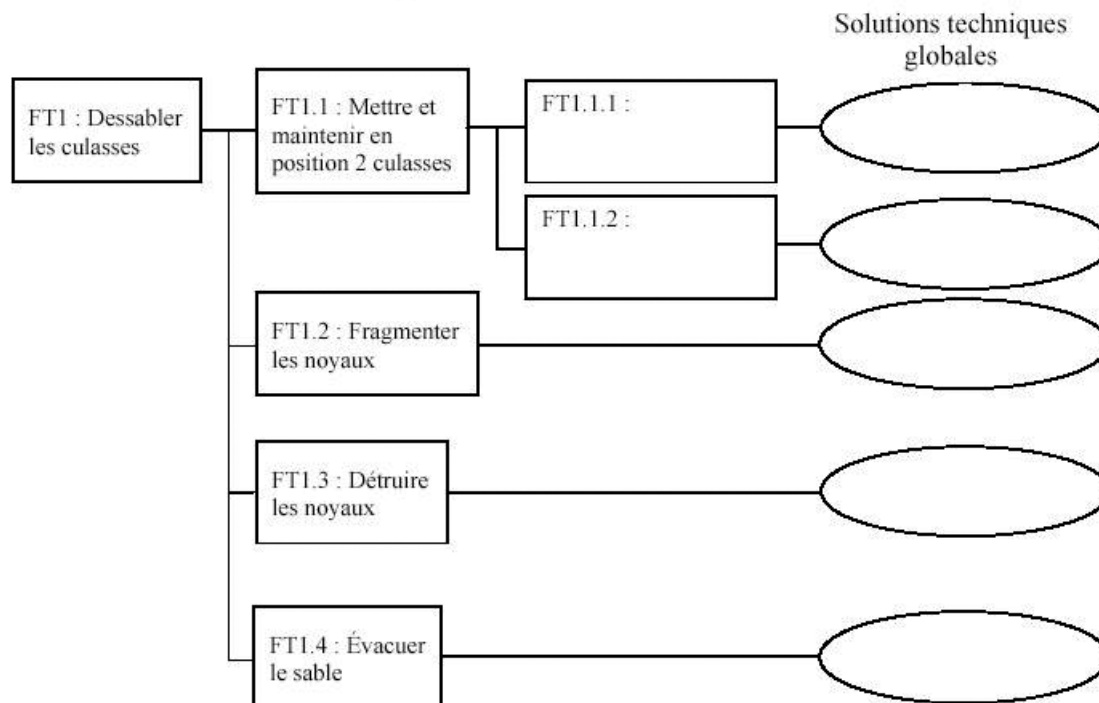 Solutions techniques
globales
FT1 : Dessabler
les culasses
FT1.1 : Mettre et
maintenir en
position 2 culasses
FT1.1.1 :
FT1.1.2 :
FT1.2 : Fragmenter
les noyaux
FT1.3 : Détruire
les noyaux
FT1.4 : Évacuer
le sable